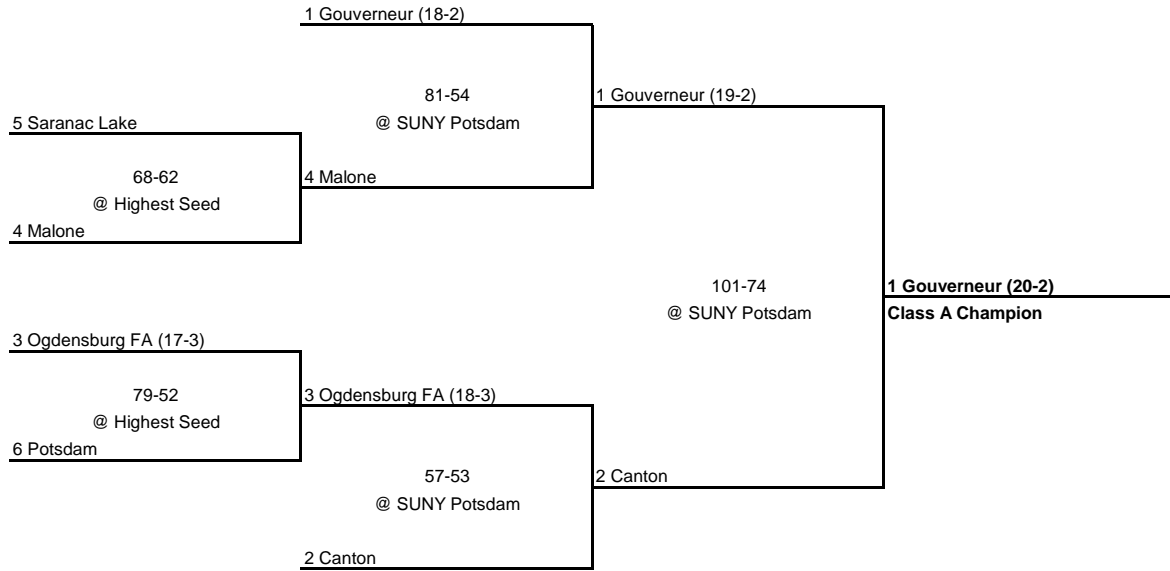 1 Gouverneur (18-2)
81-54
1 Gouverneur (19-2)
5 Saranac Lake
@ SUNY Potsdam
68-62
4 Malone
@ Highest Seed
4 Malone
101-74
1 Gouverneur (20-2)
@ SUNY Potsdam
Class A Champion
3 Ogdensburg FA (17-3)
79-52
3 Ogdensburg FA (18-3)
@ Highest Seed
6 Potsdam
57-53
2 Canton
@ SUNY Potsdam
2 Canton